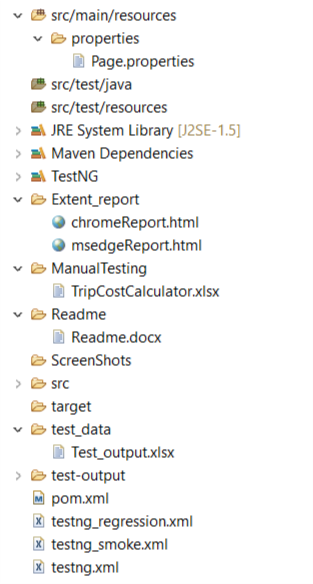 src/main/resources
properties
Page.properties
src/test/java
src/test/resources
JRE System Library [J2SE-1.5]
Maven Dependencies
TestNG
Extent_report
chromeReport.html
msedgeReport.html
ManualTesting
TripCostCalculator.xlsx
Readme
Readme.docx
ScreenShots
src
target
test_data
Test_output.xlsx
test-output
pom.xml
testng_regression.xml
testng_smoke.xml
testng.xml